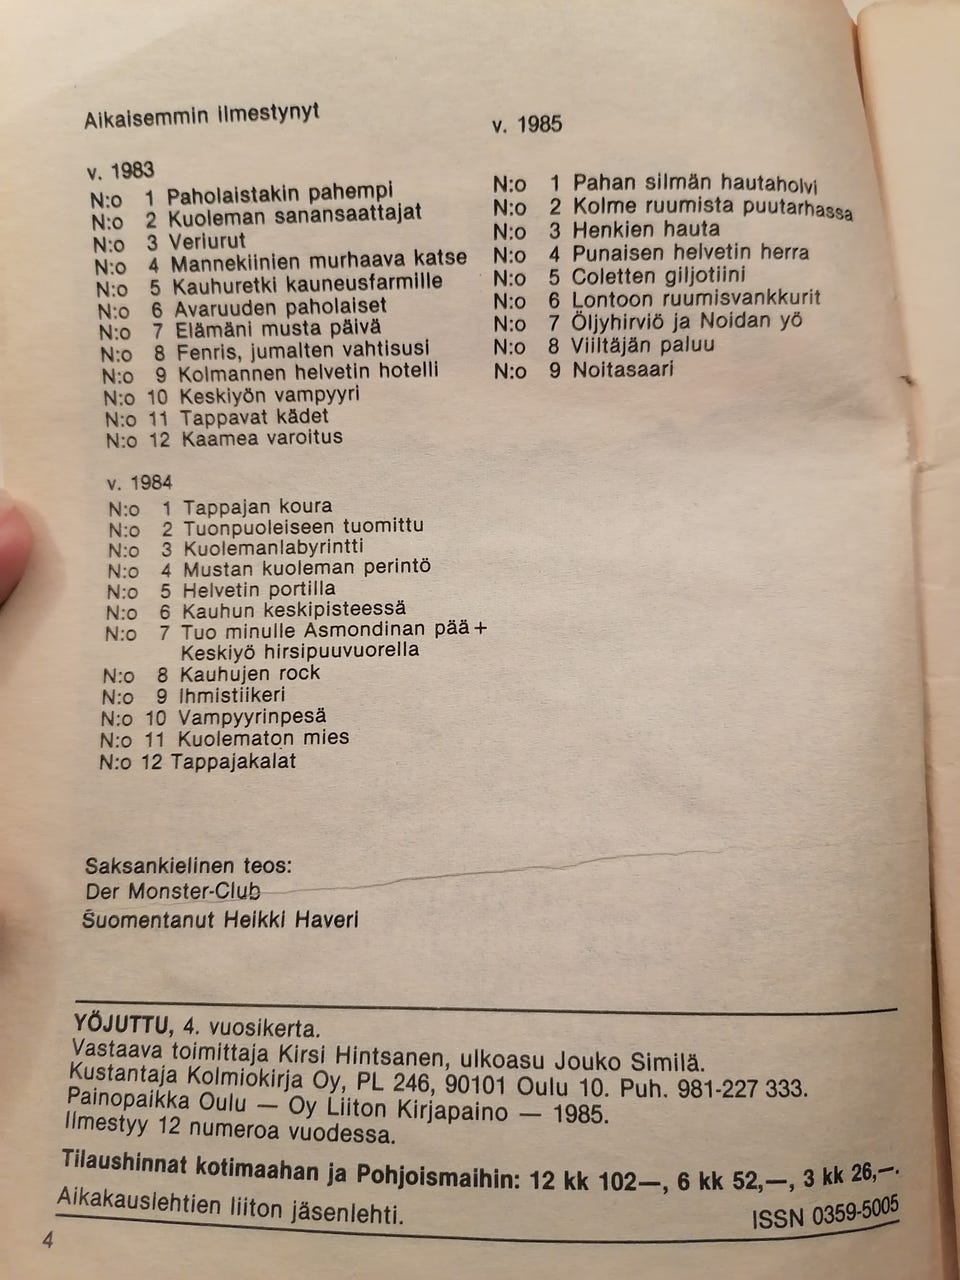 Aikaisemmin ilmestynyt
v. 1983
N:o 1 Paholaistakin pahempi
N:o 2 Kuoleman sanansaattajat
N:o 3 Veriurut
N:o 4 Mannekiinien murhaava katse
N:o 5 Kauhuretki kauneusfarmille
N:o 6 Avaruuden paholaiset
N:o 7 Elämäni musta päivä
N:o 8 Fenris, jumalten vahtisusi
N:o 9 Kolmannen helvetin hotelli
N:o 10 Keskiyön vampyyri
N:o 11 Tappavat kädet
N:o 12 Kaamea varoitus
v. 1984
N:o 1 Tappajan koura
N:o 2 Tuonpuoleiseen tuomittu
N:o 3 Kuolemanlabyrintti
N:o 4 Mustan kuoleman perintö
N:o 5 Helvetin portilla
N:o 6 Kauhun keskipisteessä
N:o 7 Tuo minulle Asmondinan pää +
Keskiyö hirsipuuvuorella
N:o 8 Kauhujen rock
N:o 9 Ihmistiikeri
N:o 10 Vampyyrinpesä
N:o 11 Kuolematon mies
N:o 12 Tappajakalat
v. 1985
N:o 1 Pahan silmän hautaholvi
N:o 2 Kolme ruumista puutarhassa
N:o 3 Henkien hauta
N:o 4 Punaisen helvetin herra
N:o 5 Coletten giljotiini
N:o 6 Lontoon ruumisvankkurit
N:o 7 Öljyhirviö ja Noidan yö
N:o 8 Viiltäjän paluu
N:o 9 Noitasaari
Saksankielinen teos:
Der Monster-Club
Suomentanut Heikki Haveri
YÖJUTTU, 4. vuosikerta.
Vastaava toimittaja Kirsi Hintsanen, ulkoasu Jouko Similä.
Kustantaja Kolmiokirja Oy, PL 246, 90101 Oulu 10. Puh. 981-227 333.
Painopaikka Oulu — Oy Liiton Kirjapaino — 1985.
Ilmestyy 12 numeroa vuodessa.
Tilaushinnat kotimaahan ja Pohjoismaihin: 12 kk 102—, 6 kk 52,—, 3 kk 26,—.
Aikakauslehtien liiton jäsenlehti.
ISSN 0359-5005
4